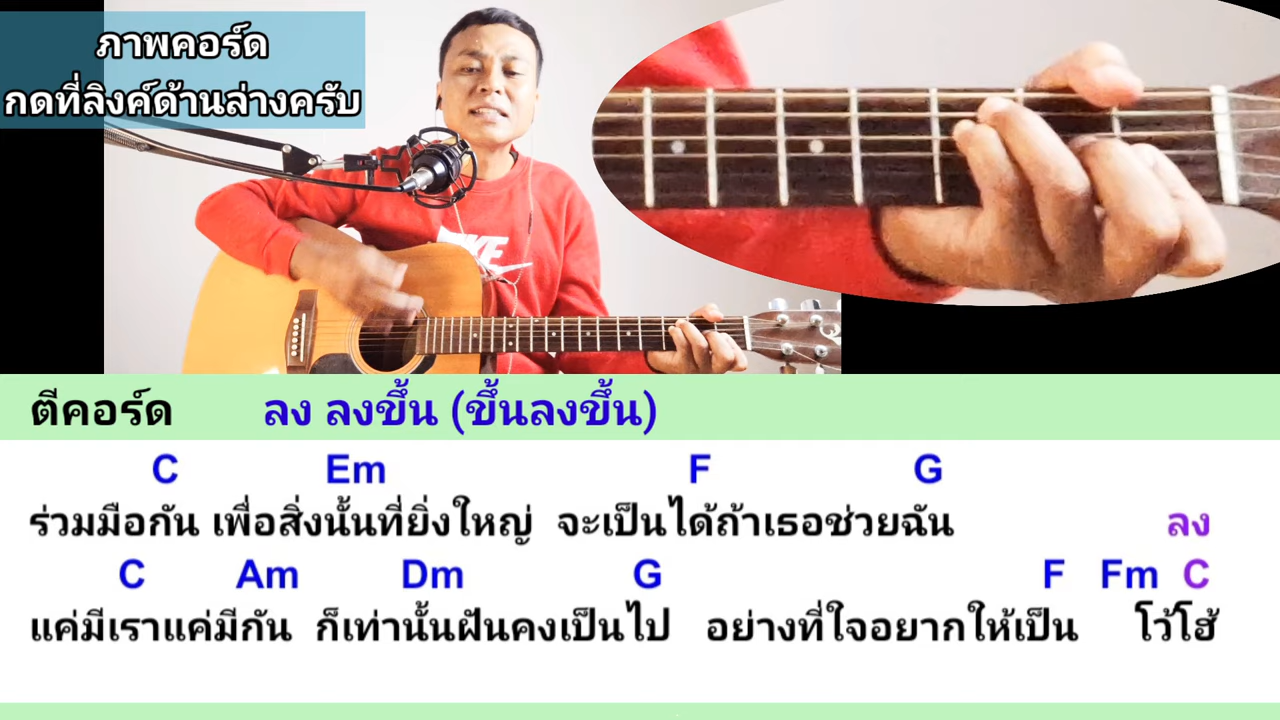 ภาพคอร์ด
กดที่ลิงค์ด้านล่างครับ
ตีคอร์ด ลง ลงขึ้น (ขึ้นลงขึ้น)
C Em F G
ร่วมมือกัน เพื่อสิ่งนั้นที่ยิ่งใหญ่ จะเป็นได้ถ้าเธอช่วยฉัน ลง
C Am Dm G F Fm C
แค่มีเราแค่มีกัน ก็เท่านั้นฝันคงเป็นไป อย่างที่ใจอยากให้เป็น โว้โฮ้